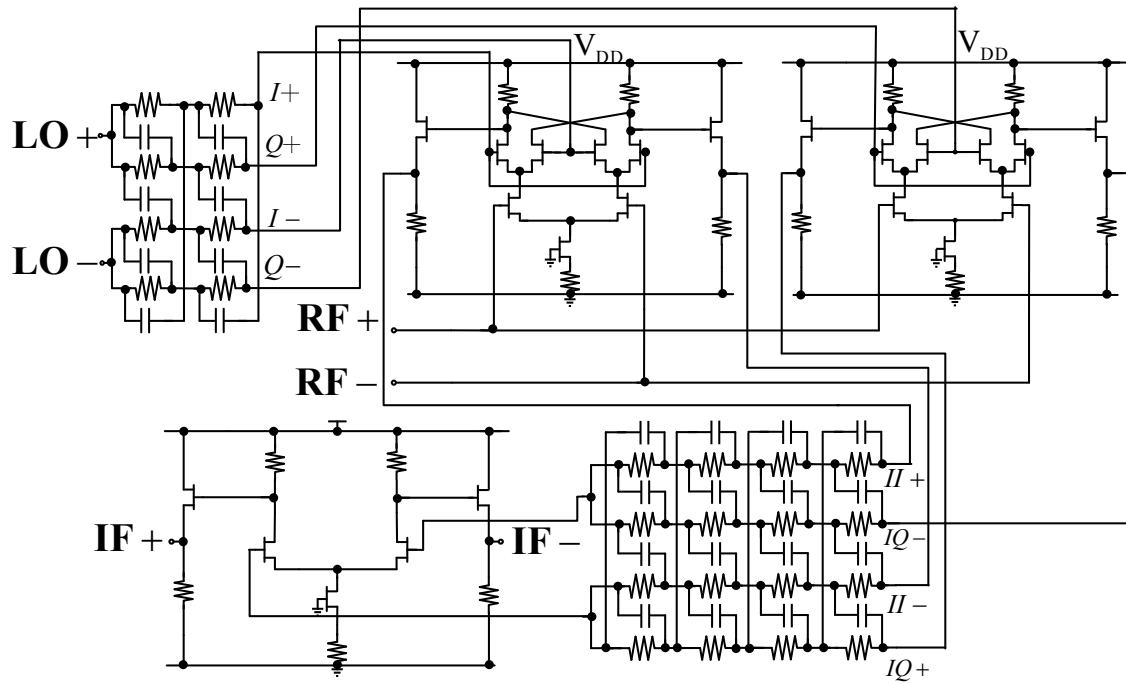 V_DD
V_DD
I+
LO+
Q+
I−
LO−
Q−
RF+
RF−
II+
IF+
IF−
IQ−
II−
IQ+